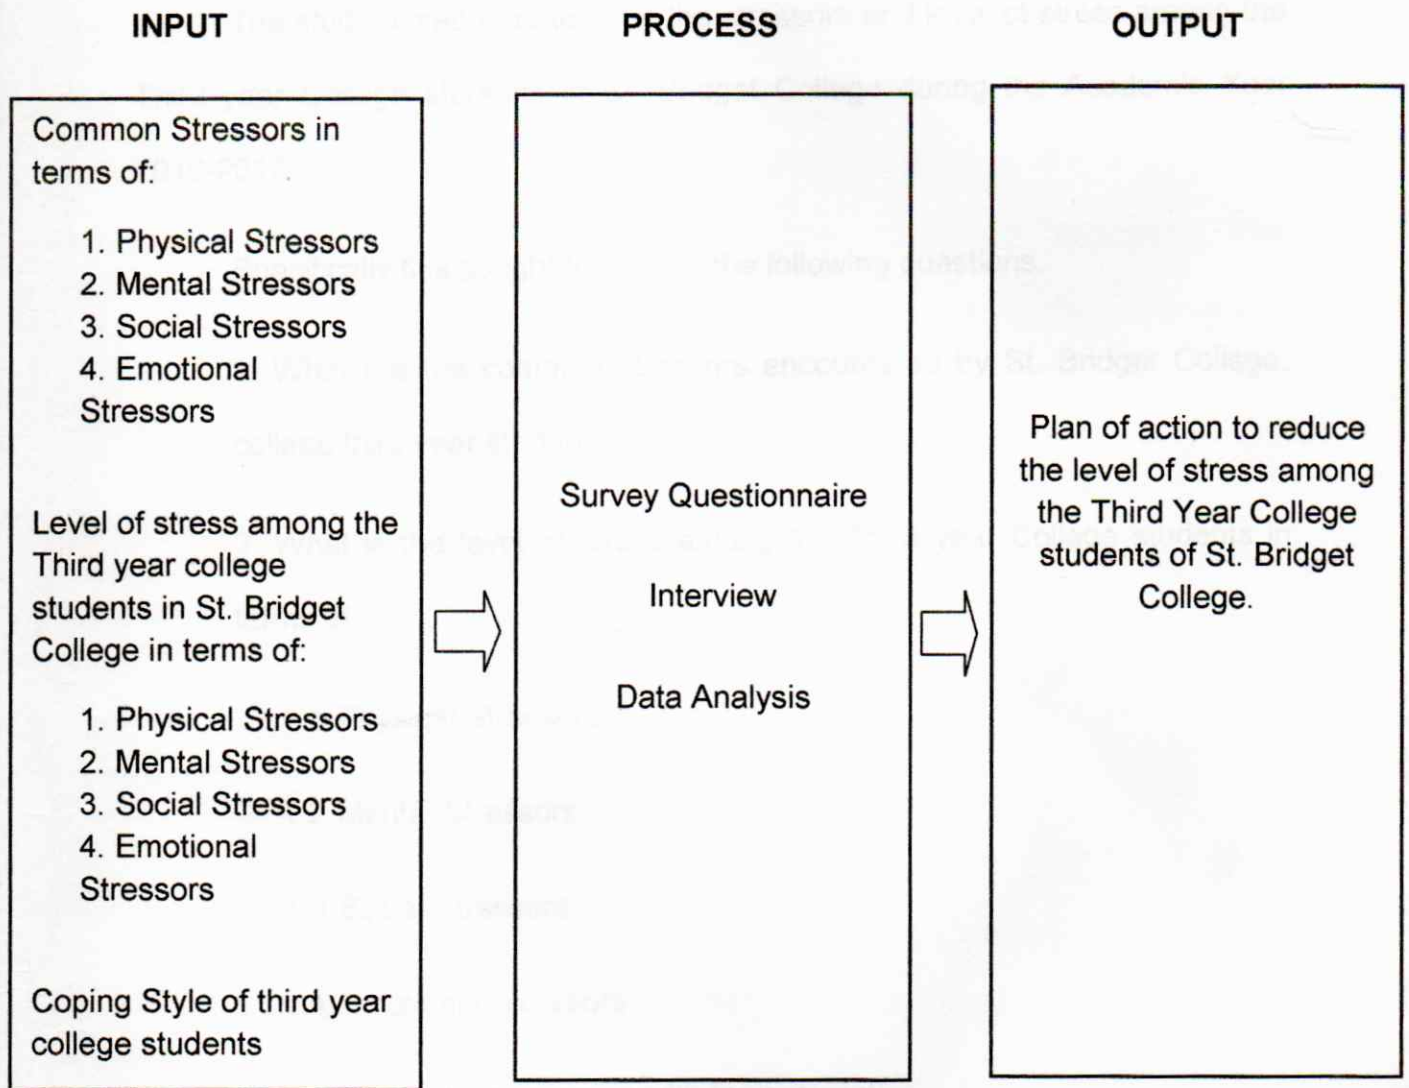 INPUT
PROCESS
OUTPUT
Common Stressors in
terms of:
1. Physical Stressors
2. Mental Stressors
3. Social Stressors
4. Emotional
Stressors
Level of stress among the
Third year college
students in St. Bridget
College in terms of:
1. Physical Stressors
2. Mental Stressors
3. Social Stressors
4. Emotional
Stressors
Coping Style of third year
college students
Survey Questionnaire
Interview
Data Analysis
Plan of action to reduce
the level of stress among
the Third Year College
students of St. Bridget
College.